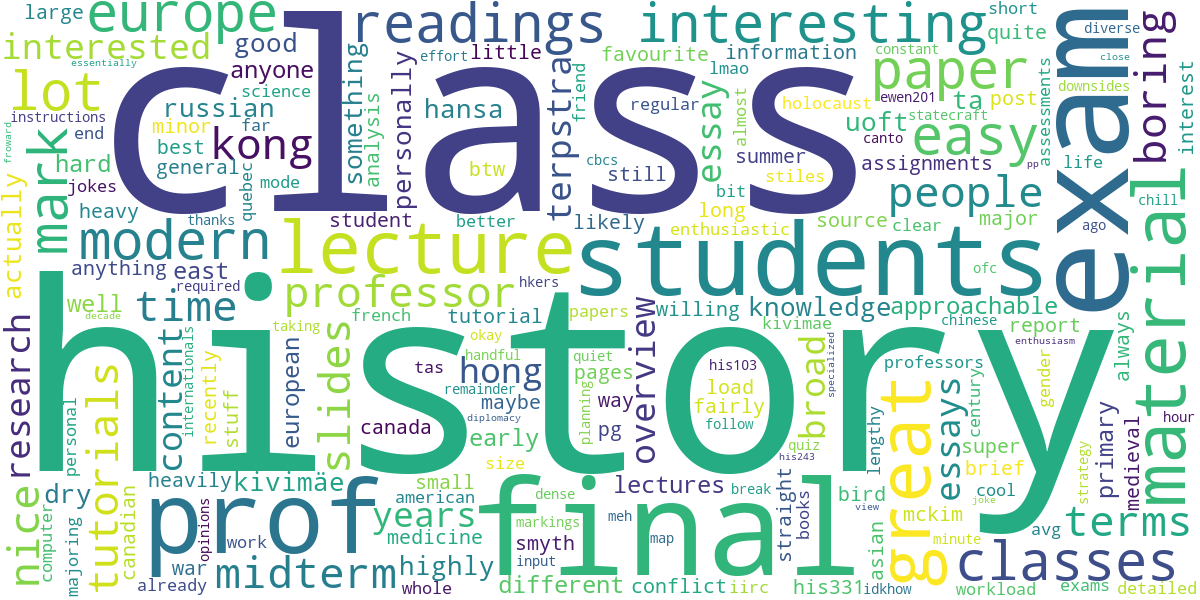 large
europe
class
readings
interesting
exam
short
diverse
essentially
interested
good
something
effort
little
favourite
information
quite
constant
close
boring
interest
lot
anyone
science
personally
friend
lmao
paper
downsides
instructions
russian
kong
analysis
hansa
terpstra
regular
holocaust
ewen201
post
assessments
minor
far
essay
almost
canto
statecraft
froward
mark
end
best
general
mode
btw
still
cbcs
summer
stiles
uoft
ta
easy
hard
jokes
quebec
bit
assignments
life
material
actually
heavy
thanks
student
likely
long
source
people
chill
modern
lecture
better
enthusiastic
clear
major
ago
anything
east
students
ofc
required
time
professor
hkers
well
decade
french
tutorial
papers
willing
knowledge
approachable
always
history
content
recently
stuff
european
slides
taking
okay
handful
quiet
pages
overview
kivimae
chinese
report
enthusiasm
research
tutorials
internationals
hong
tas
remainder
maybe
way
his103
load
fairly
broad
specialized
professors
gender
canada
diplomacy
early
planning
pg
follow
quiz
great
essays
century
hour
personal
nice
dry
heavily
kivimäe
size
lectures
his243
lengthy
super
strategy
primary
medieval
computer
majoring
canadian
prof
opinions
small
american
final
dense
break
straight
books
bird
view
brief
cool
joke
years
medicine
markings
meh
map
mckim
avg
terms
war
work
midterm
smyth
input
asian
minute
classes
already
whole
highly
different
conflict
iirc
his331
idkhow
workload
exams
detailed
pp